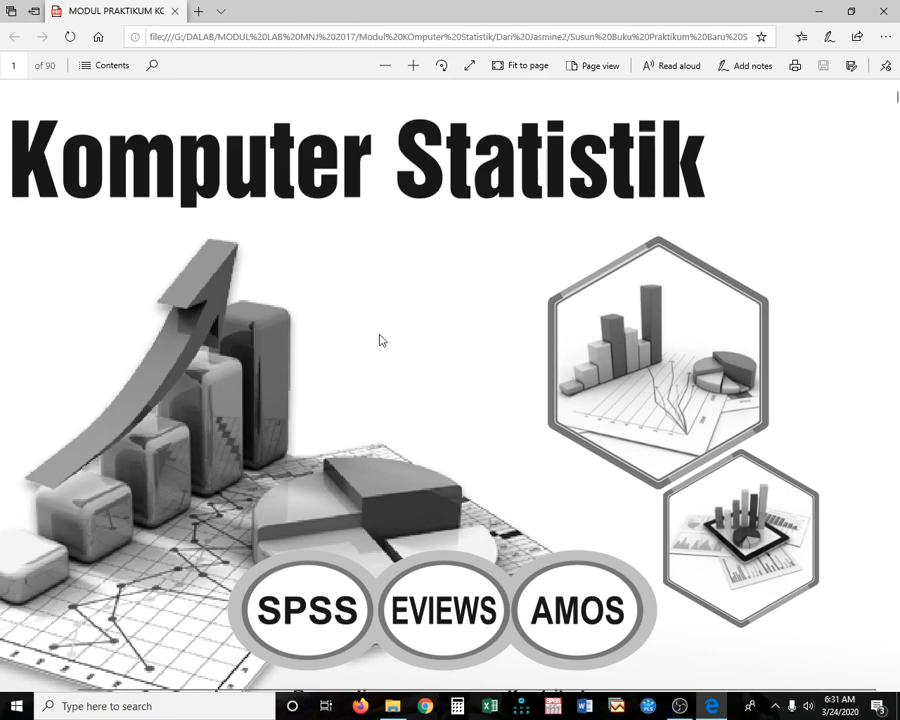 MODUL PRAKTIKUM KC
file:///G:/DALAB/MODUL%20LAB%20MNJ%202017/Modul%20KOmputer%20Statistik/Dari%20Jasmine2/Susun%20Buku%20Praktikum%20Baru%20S
1 of 90 Contents Fit to page Page view Read aloud Add notes
Komputer Statistik
SPSS EVIEWS AMOS
Type here to search
6:31 AM
3/24/2020
3